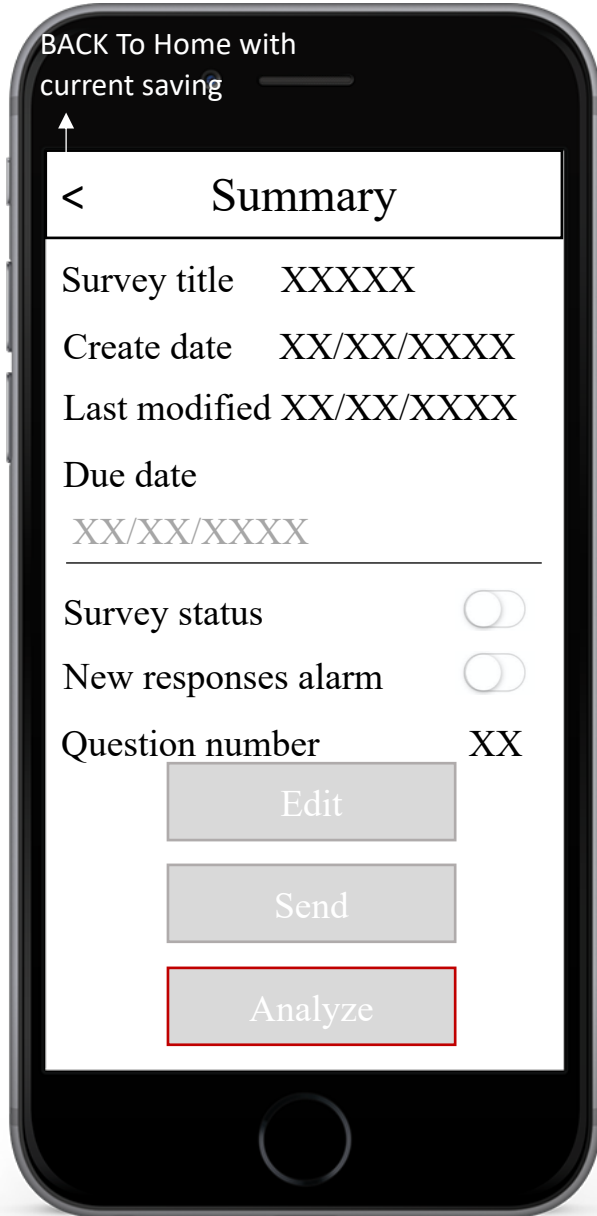 BACK To Home with
current saving
< Summary
Survey title XXXXX
Create date XX/XX/XXXX
Last modified XX/XX/XXXX
Due date
XX/XX/XXXX
Survey status
New responses alarm
Question number XX
Edit
Send
Analyze